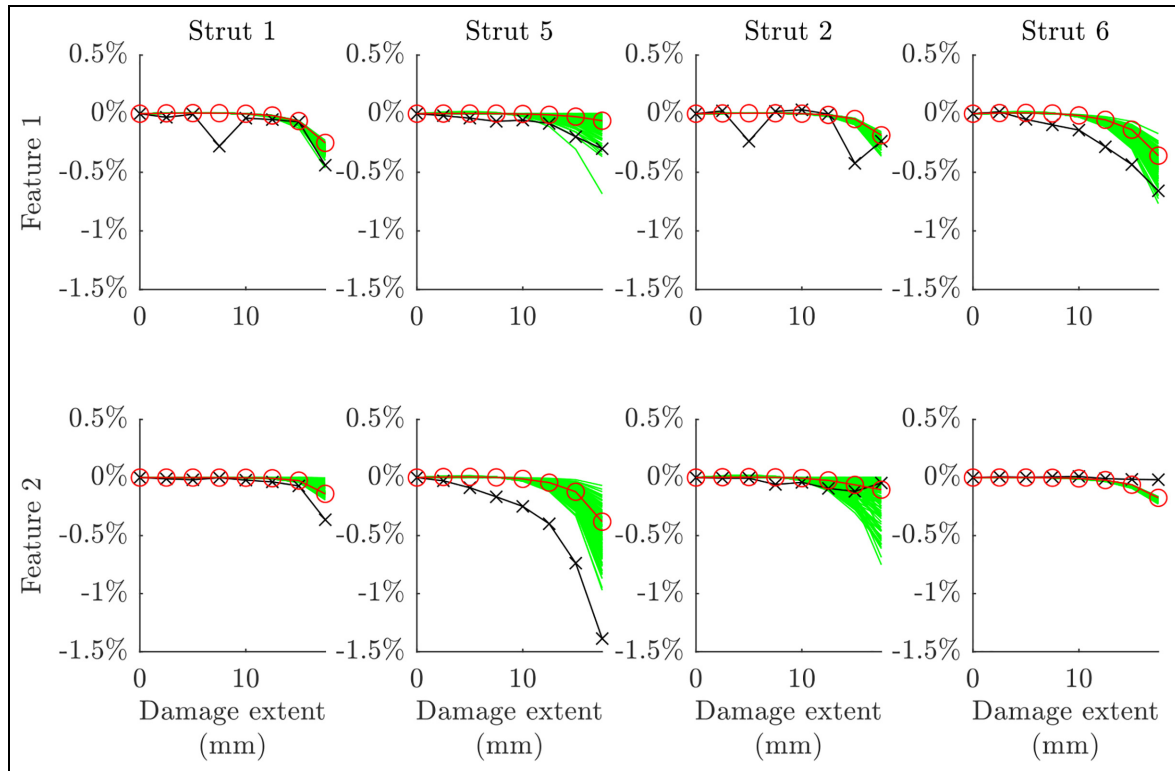 Strut 1 Strut 5 Strut 2 Strut 6
0.5% 0.5% 0.5% 0.5%
0% 0% 0% 0%
-0.5% -0.5% -0.5% -0.5%
-1% -1% -1% -1%
-1.5% -1.5% -1.5% -1.5%
0 10 0 10 0 10 0 10
Feature 1
0.5% 0.5% 0.5% 0.5%
0% 0% 0% 0%
-0.5% -0.5% -0.5% -0.5%
-1% -1% -1% -1%
-1.5% -1.5% -1.5% -1.5%
0 10 0 10 0 10 0 10
Feature 2
Damage extent Damage extent Damage extent Damage extent
(mm) (mm) (mm) (mm)